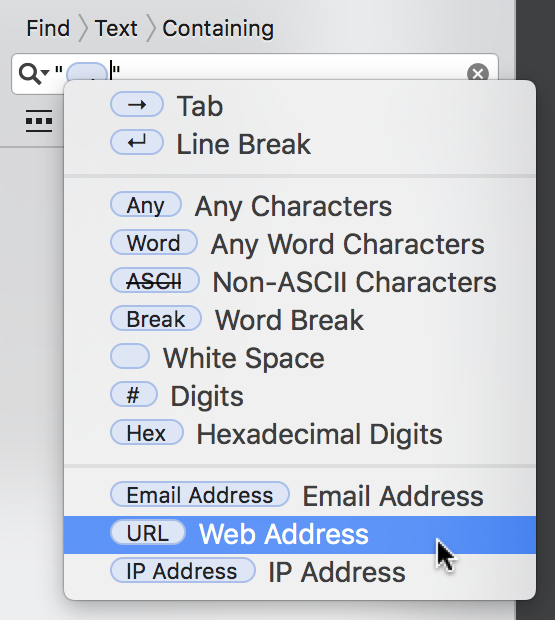 Find Text Containing
" "
→ Tab
↵ Line Break
Any Any Characters
Word Any Word Characters
ASCII Non-ASCII Characters
Break Word Break
White Space
# Digits
Hex Hexadecimal Digits
Email Address Email Address
URL Web Address
IP Address IP Address